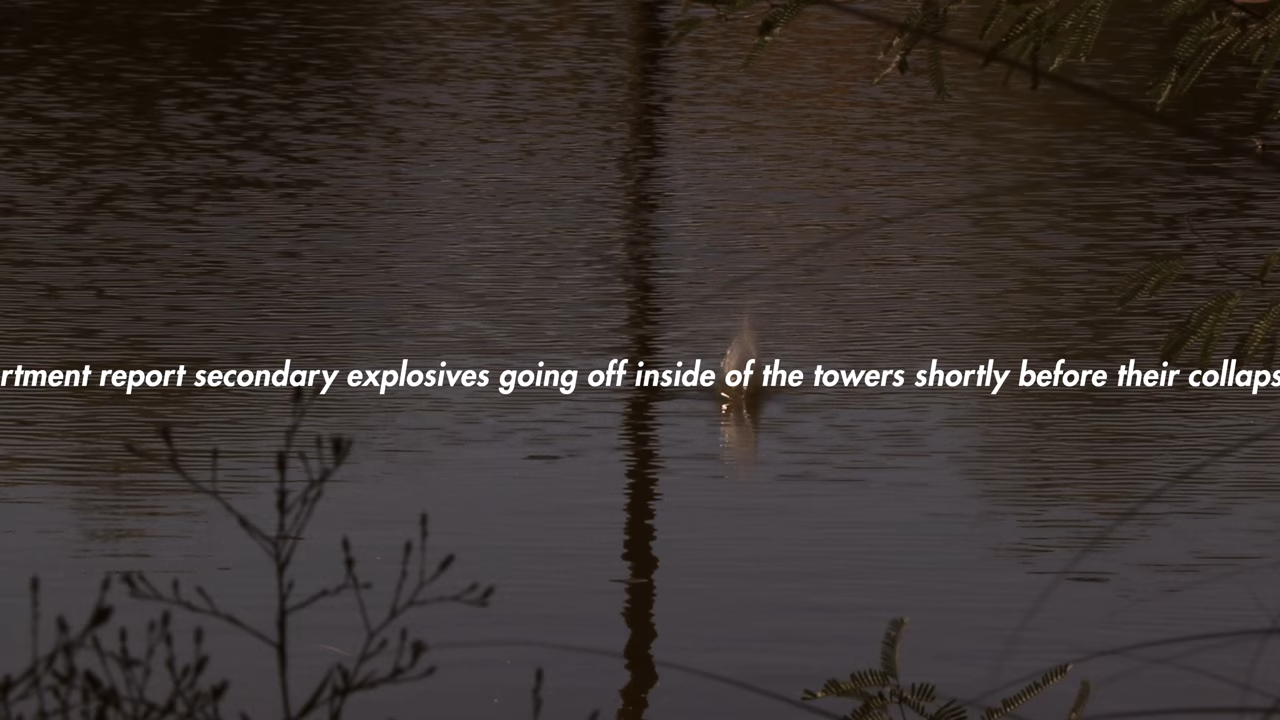 rtment report secondary explosives going off inside of the towers shortly before their collaps